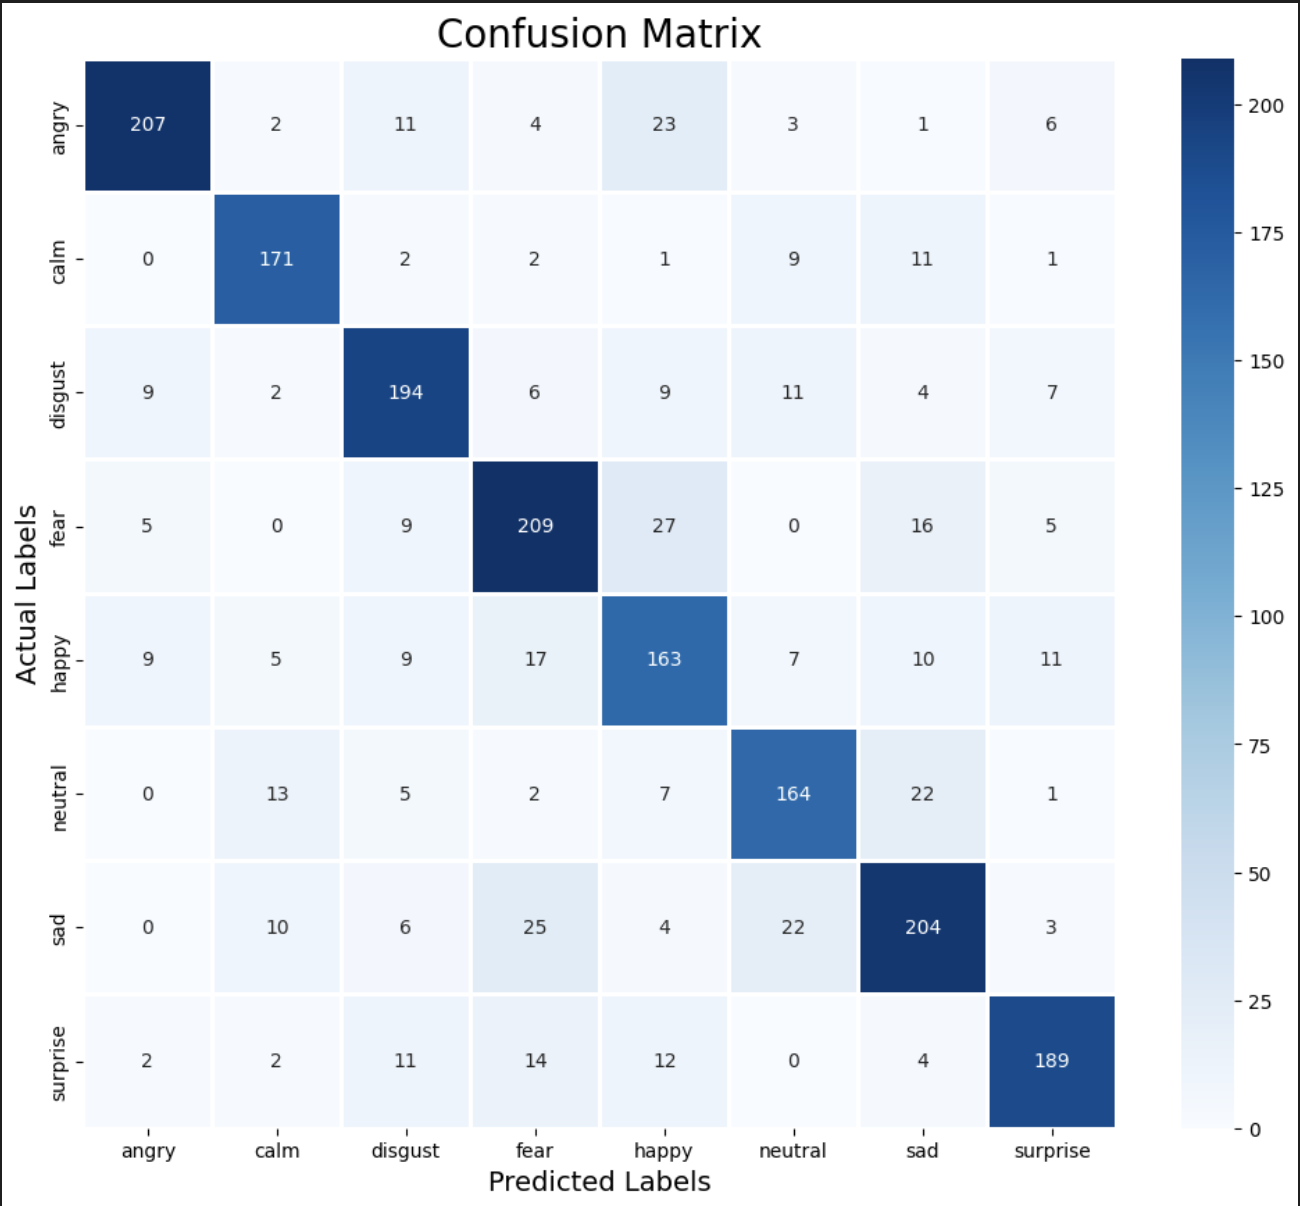 Confusion Matrix
angry 207 2 11 4 23 3 1 6
calm 0 171 2 2 1 9 11 1
disgust 9 2 194 6 9 11 4 7
fear 5 0 9 209 27 0 16 5
happy 9 5 9 17 163 7 10 11
neutral 0 13 5 2 7 164 22 1
sad 0 10 6 25 4 22 204 3
surprise 2 2 11 14 12 0 4 189
angry calm disgust fear happy neutral sad surprise
Predicted Labels
Actual Labels
200
175
150
125
100
75
50
25
0